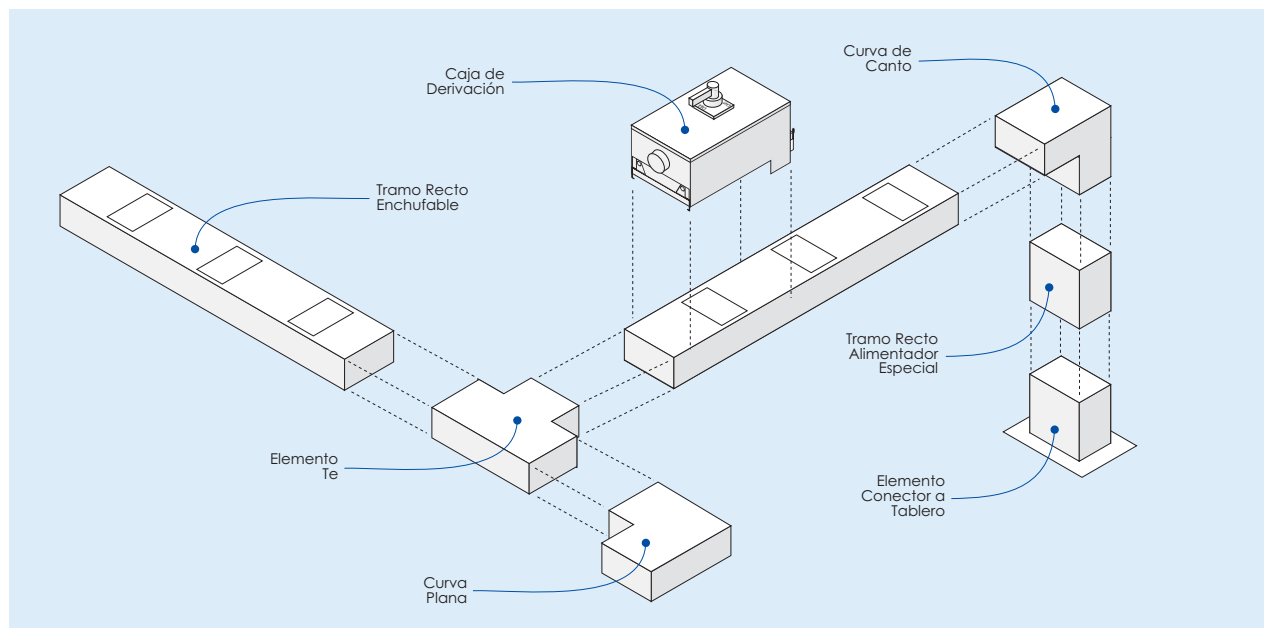 Curva de
Canto
Caja de
Derivación
Tramo Recto
Enchufable
Tramo Recto
Alimentador
Especial
Elemento
Te
Elemento
Conector a
Tablero
Curva
Plana